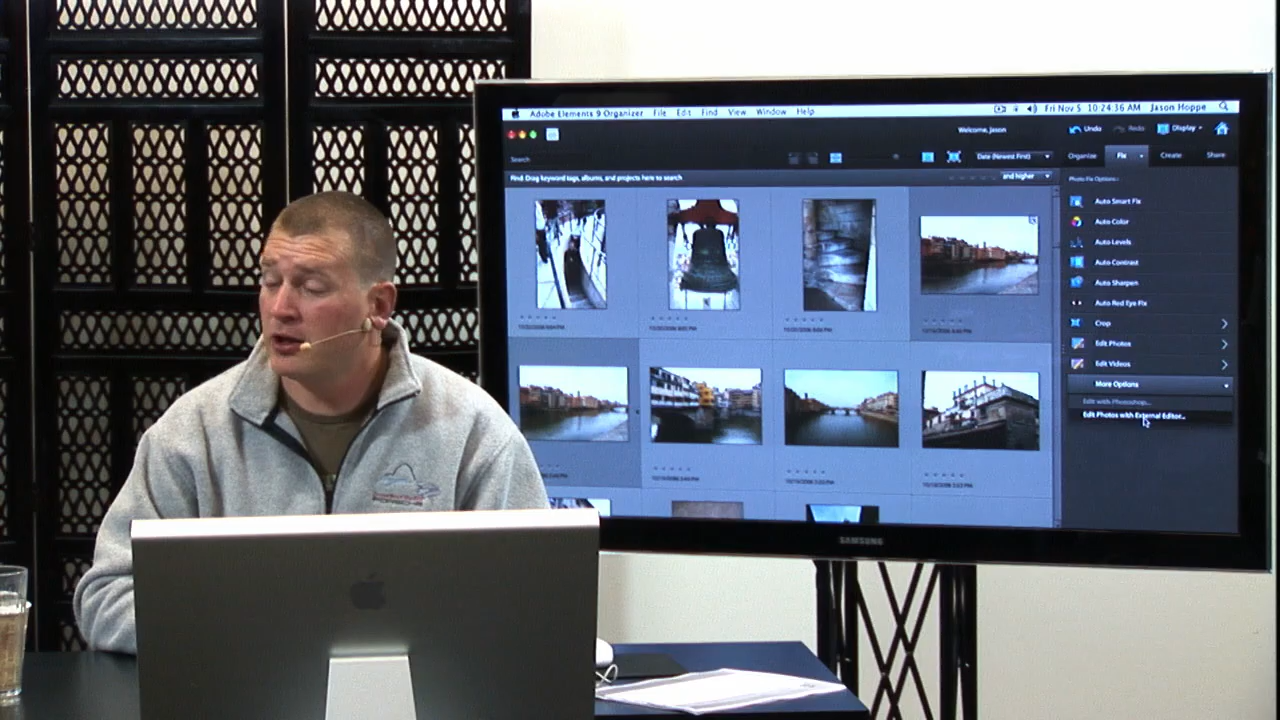 Adobe Elements 9 Organizer File Edit Find View Window Help Fri Nov 5 10:24:36 AM Jason Hoppe
Welcome, Jason Undo Redo Display
Search Date (Newest First) Organize Fix Create Share
Find: Drag keyword tags, albums, and projects here to search and higher
Photo Fix Options:
Auto Smart Fix
Auto Color
Auto Levels
Auto Contrast
Auto Sharpen
Auto Red Eye Fix
Crop
Edit Photos
Edit Videos
More Options
Edit with Photoshop...
Edit Photos with External Editor...
SAMSUNG